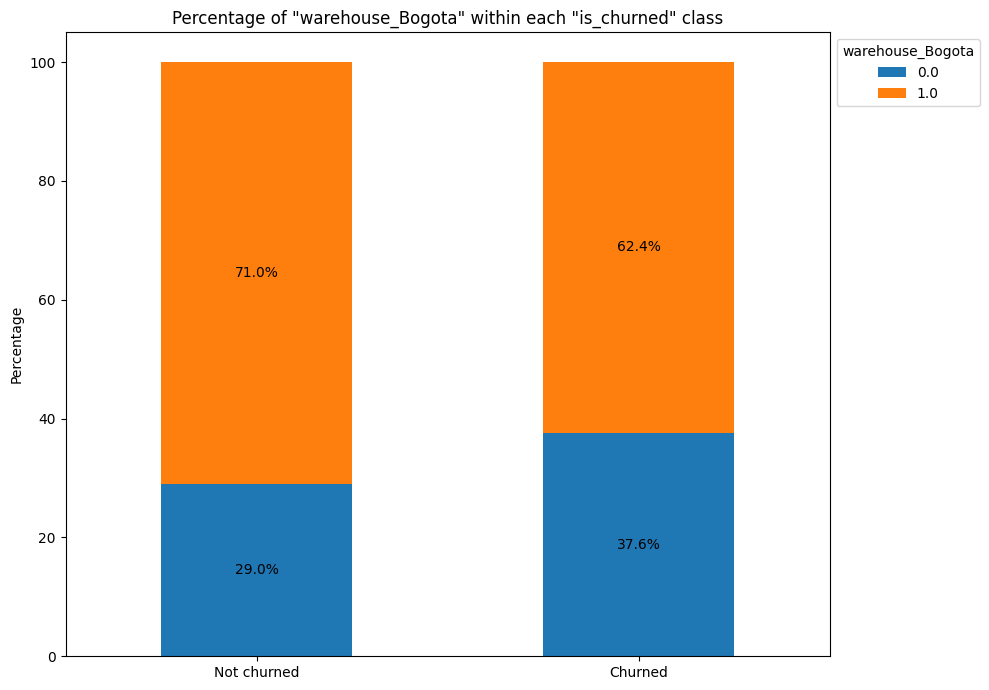 Percentage of "warehouse_Bogota" within each "is_churned" class
warehouse_Bogota
0.0
1.0
Percentage
100
80
60
40
20
0
71.0%
29.0%
62.4%
37.6%
Not churned
Churned